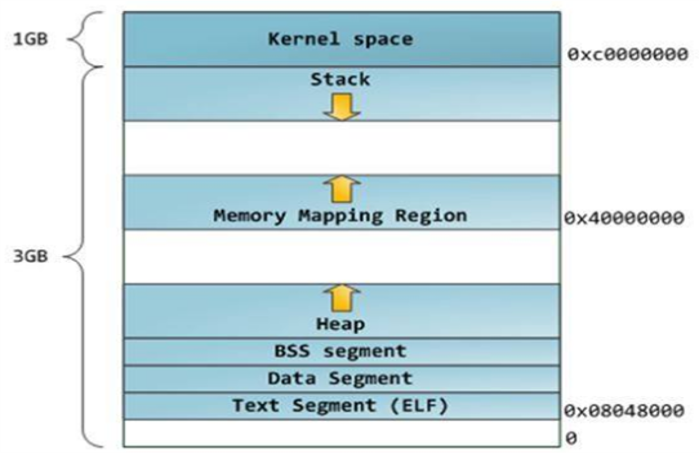 1GB
Kernel space
0xc0000000
Stack
Memory Mapping Region
0x40000000
3GB
Heap
BSS segment
Data Segment
Text Segment (ELF)
0x08048000
0